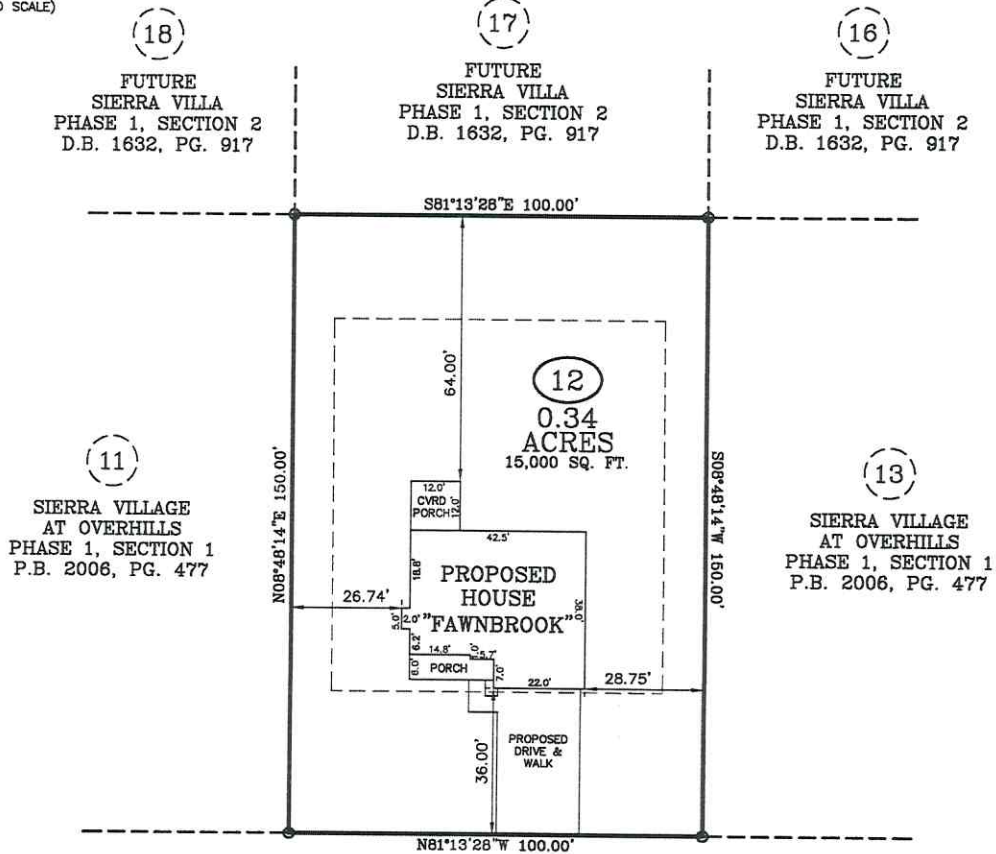 SCALE)
18
FUTURE
SIERRA VILLA
PHASE 1, SECTION 2
D.B. 1632, PG. 917
17
FUTURE
SIERRA VILLA
PHASE 1, SECTION 2
D.B. 1632, PG. 917
16
FUTURE
SIERRA VILLA
PHASE 1, SECTION 2
D.B. 1632, PG. 917
S81°13'28"E 100.00'
64.00'
12
0.34
ACRES
15,000 SQ. FT.
11
SIERRA VILLAGE
AT OVERHILLS
PHASE 1, SECTION 1
P.B. 2006, PG. 477
N08°48'14"E 150.00'
S08°48'14"W 150.00'
13
SIERRA VILLAGE
AT OVERHILLS
PHASE 1, SECTION 1
P.B. 2006, PG. 477
12.0'
CVRD
PORCH
12.0'
42.5'
18.8'
PROPOSED
HOUSE
"FAWNBROOK"
38.0'
26.74'
5.0'
2.0'
6.2'
14.8'
5.7'
6.0'
PORCH
7.0'
22.0'
28.75'
36.00'
PROPOSED
DRIVE &
WALK
N81°13'28"W 100.00'